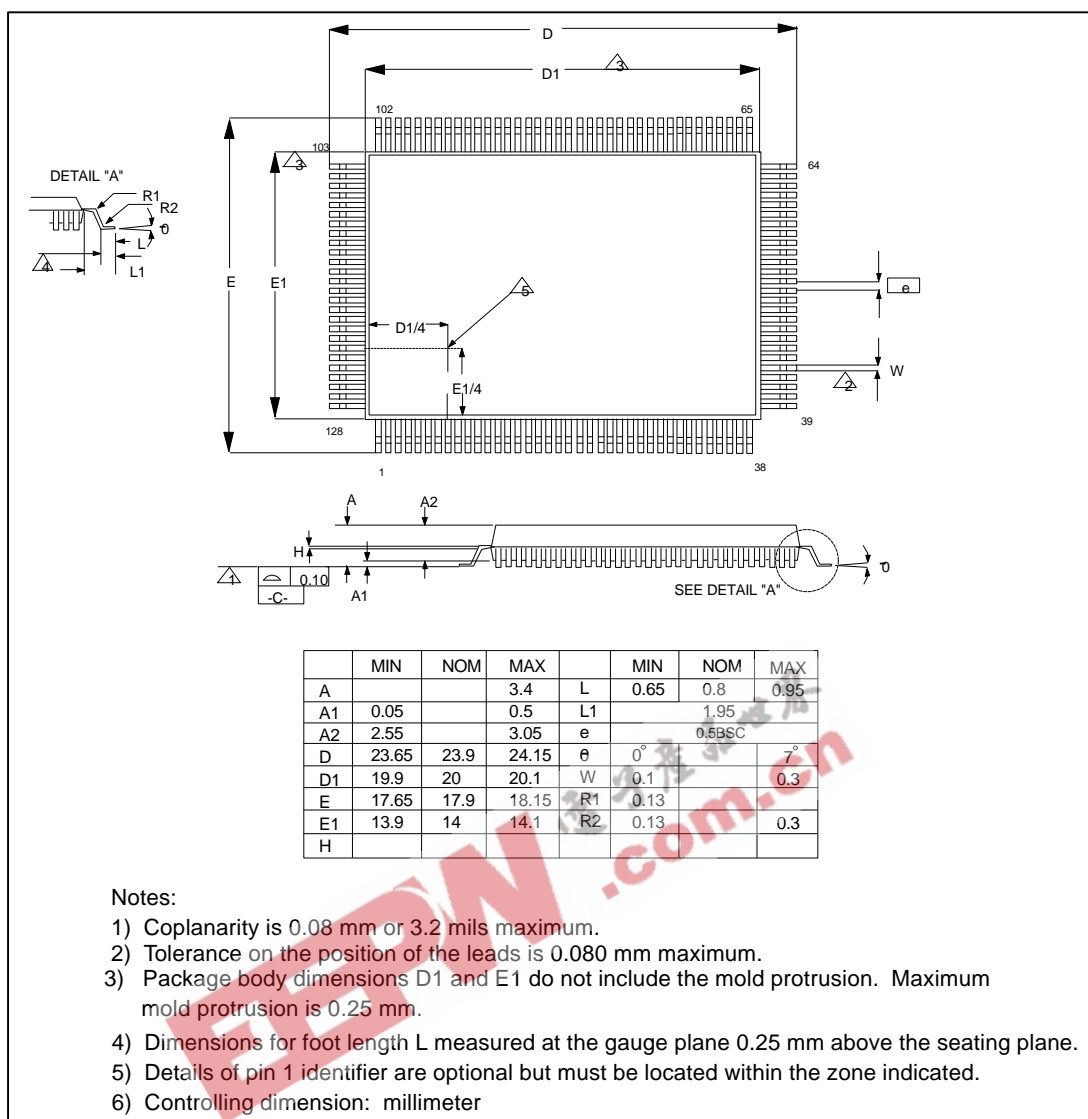 D
D1
3
102
65
103
3
64
DETAIL "A"
R1
R2
θ
L
4
L1
E
E1
5
e
D1/4
W
E1/4
2
128
39
1
38
A
A2
H
1
0.10
-C-
A1
SEE DETAIL "A"
θ
MIN NOM MAX MIN NOM MAX
A 3.4 L 0.65 0.8 0.95
A1 0.05 0.5 L1 1.95
A2 2.55 3.05 e 0.5BSC
D 23.65 23.9 24.15 θ 0° 7°
D1 19.9 20 20.1 W 0.1 0.3
E 17.65 17.9 18.15 R1 0.13
E1 13.9 14 14.1 R2 0.13 0.3
H
電子產品世界
.com.cn
EEPW
Notes:
1) Coplanarity is 0.08 mm or 3.2 mils maximum.
2) Tolerance on the position of the leads is 0.080 mm maximum.
3) Package body dimensions D1 and E1 do not include the mold protrusion. Maximum
mold protrusion is 0.25 mm.
4) Dimensions for foot length L measured at the gauge plane 0.25 mm above the seating plane.
5) Details of pin 1 identifier are optional but must be located within the zone indicated.
6) Controlling dimension: millimeter